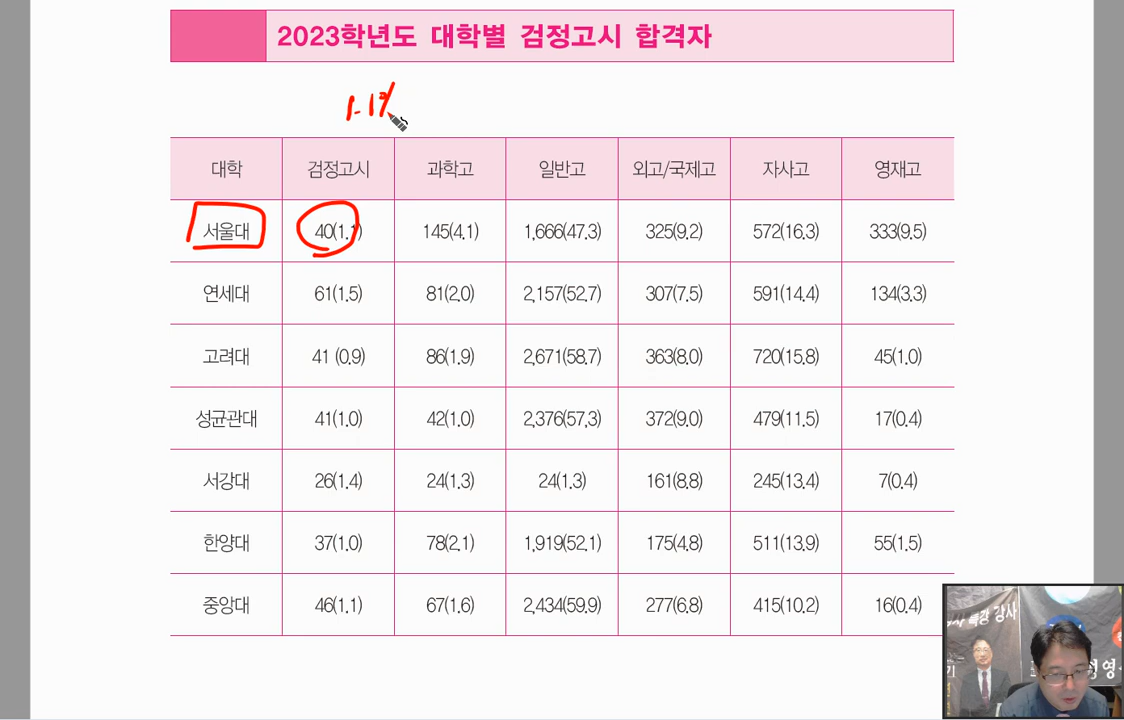 2023학년도 대학별 검정고시 합격자
1.1%
대학 검정고시 과학고 일반고 외고/국제고 자사고 영재고
서울대 40(1.1) 145(4.1) 1,666(47.3) 325(9.2) 572(16.3) 333(9.5)
연세대 61(1.5) 81(2.0) 2,157(52.7) 307(7.5) 591(14.4) 134(3.3)
고려대 41 (0.9) 86(1.9) 2,671(58.7) 363(8.0) 720(15.8) 45(1.0)
성균관대 41(1.0) 42(1.0) 2,376(57.3) 372(9.0) 479(11.5) 17(0.4)
서강대 26(1.4) 24(1.3) 24(1.3) 161(8.8) 245(13.4) 7(0.4)
한양대 37(1.0) 78(2.1) 1,919(52.1) 175(4.8) 511(13.9) 55(1.5)
중앙대 46(1.1) 67(1.6) 2,434(59.9) 277(6.8) 415(10.2) 16(0.4)
특강 강사